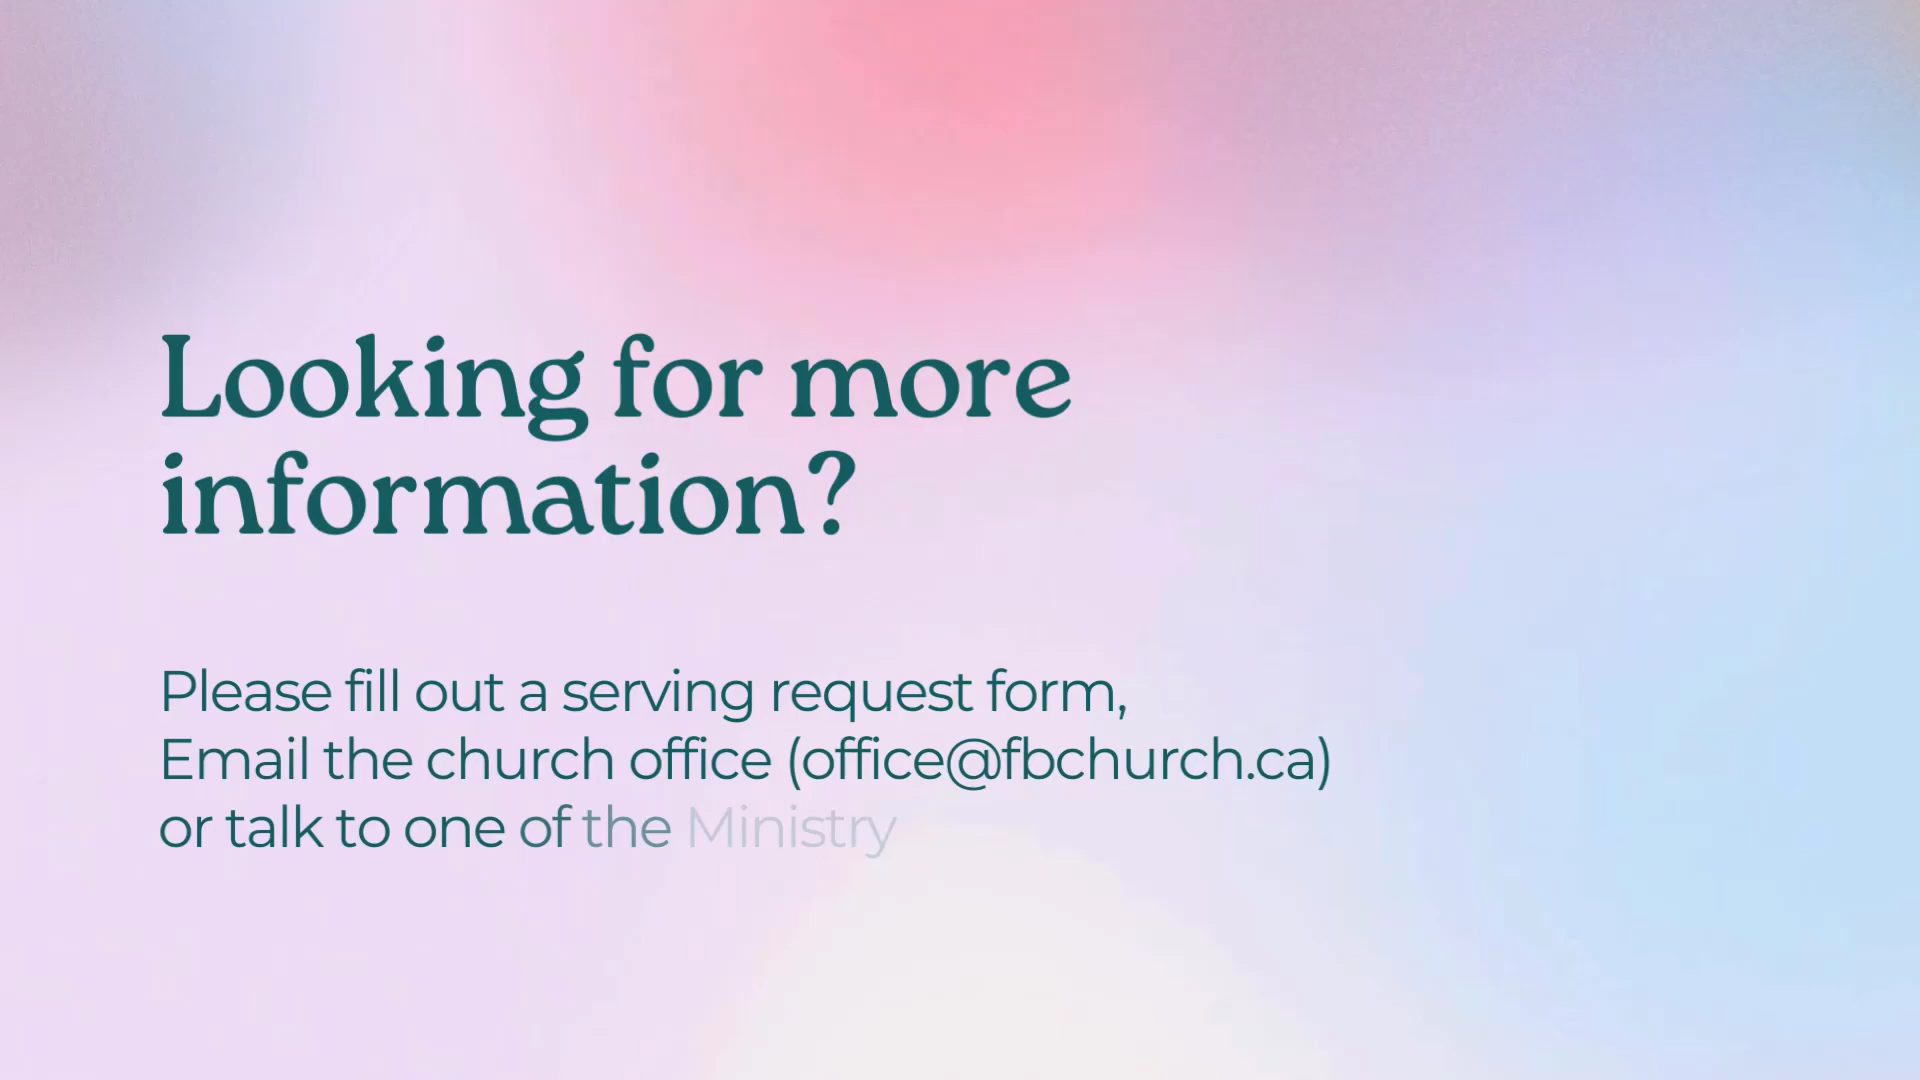 Looking for more
information?
Please fill out a serving request form,
Email the church office (office@fbchurch.ca)
or talk to one of the Ministry